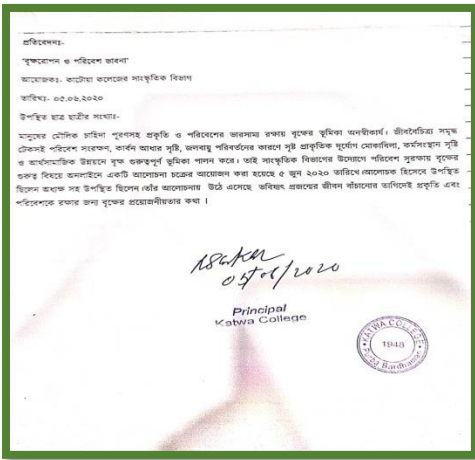 প্রতিবেদনঃ-
'বৃক্ষরোপন ও পরিবেশ ভাবনা'
আয়োজকঃ- কাটোয়া কলেজের সাংস্কৃতিক বিভাগ
তারিখঃ- ০৫.০৬.২০২০
উপস্থিত ছাত্র ছাত্রীর সংখ্যাঃ-
মানুষের মৌলিক চাহিদা পূরণসহ প্রকৃতি ও পরিবেশের ভারসাম্য রক্ষায় বৃক্ষের ভূমিকা অনস্বীকার্য। জীববৈচিত্র্য সমৃদ্ধ
টেকসই পরিবেশ সংরক্ষণ, কার্বন আধার সৃষ্টি, জলবায়ু পরিবর্তনের কারণে সৃষ্ট প্রাকৃতিক দুর্যোগ মোকাবিলা, কর্মসংস্থান সৃষ্টি
ও আর্থসামাজিক উন্নয়নে বৃক্ষ গুরুত্বপূর্ণ ভূমিকা পালন করে। তাই সাংস্কৃতিক বিভাগের উদ্যোগে পরিবেশ সুরক্ষায় বৃক্ষের
গুরুত্ব বিষয়ে অনলাইনে একটি আলোচনা চক্রের আয়োজন করা হয়েছে ৫ জুন ২০২০ তারিখে।আলোচক হিসেবে উপস্থিত
ছিলেন অধ্যক্ষ সহ উপস্থিত ছিলেন।তাঁর আলোচনায় উঠে এসেছে ভবিষ্যৎ প্রজন্মের জীবন বাঁচানোর তাগিদেই প্রকৃতি এবং
পরিবেশকে রক্ষার জন্য বৃক্ষের প্রয়োজনীয়তার কথা ।
05/06/2020
Principal
Katwa College
KATWA COLLEGE
1948
Purba Bardhaman